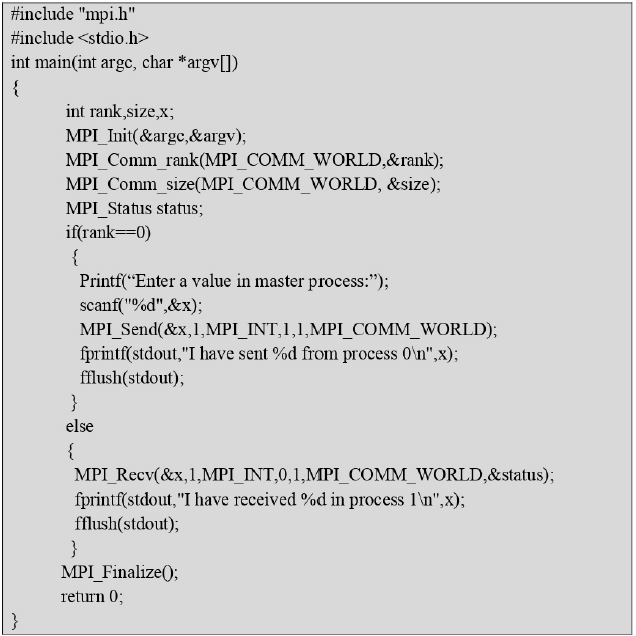 #include "mpi.h"
#include <stdio.h>
int main(int argc, char *argv[])
{
int rank,size,x;
MPI_Init(&argc,&argv);
MPI_Comm_rank(MPI_COMM_WORLD,&rank);
MPI_Comm_size(MPI_COMM_WORLD, &size);
MPI_Status status;
if(rank==0)
{
Printf(“Enter a value in master process:”);
scanf("%d",&x);
MPI_Send(&x,1,MPI_INT,1,1,MPI_COMM_WORLD);
fprintf(stdout,"I have sent %d from process 0\n",x);
fflush(stdout);
}
else
{
MPI_Recv(&x,1,MPI_INT,0,1,MPI_COMM_WORLD,&status);
fprintf(stdout,"I have received %d in process 1\n",x);
fflush(stdout);
}
MPI_Finalize();
return 0;
}